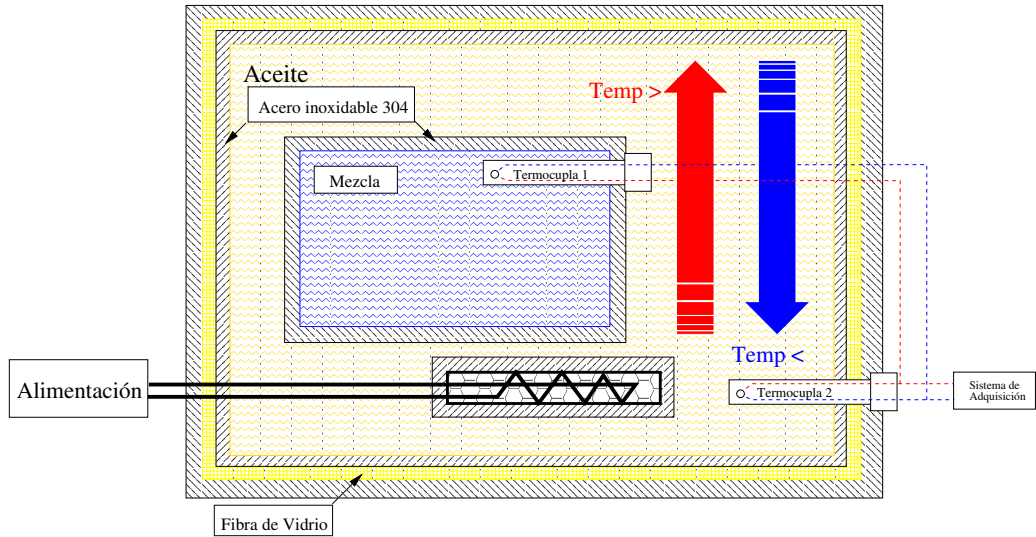 Aceite
Acero inoxidable 304
Temp >
Mezcla
Termocupla 1
Temp <
Alimentación
Termocupla 2
Sistema de
Adquisición
Fibra de Vidrio